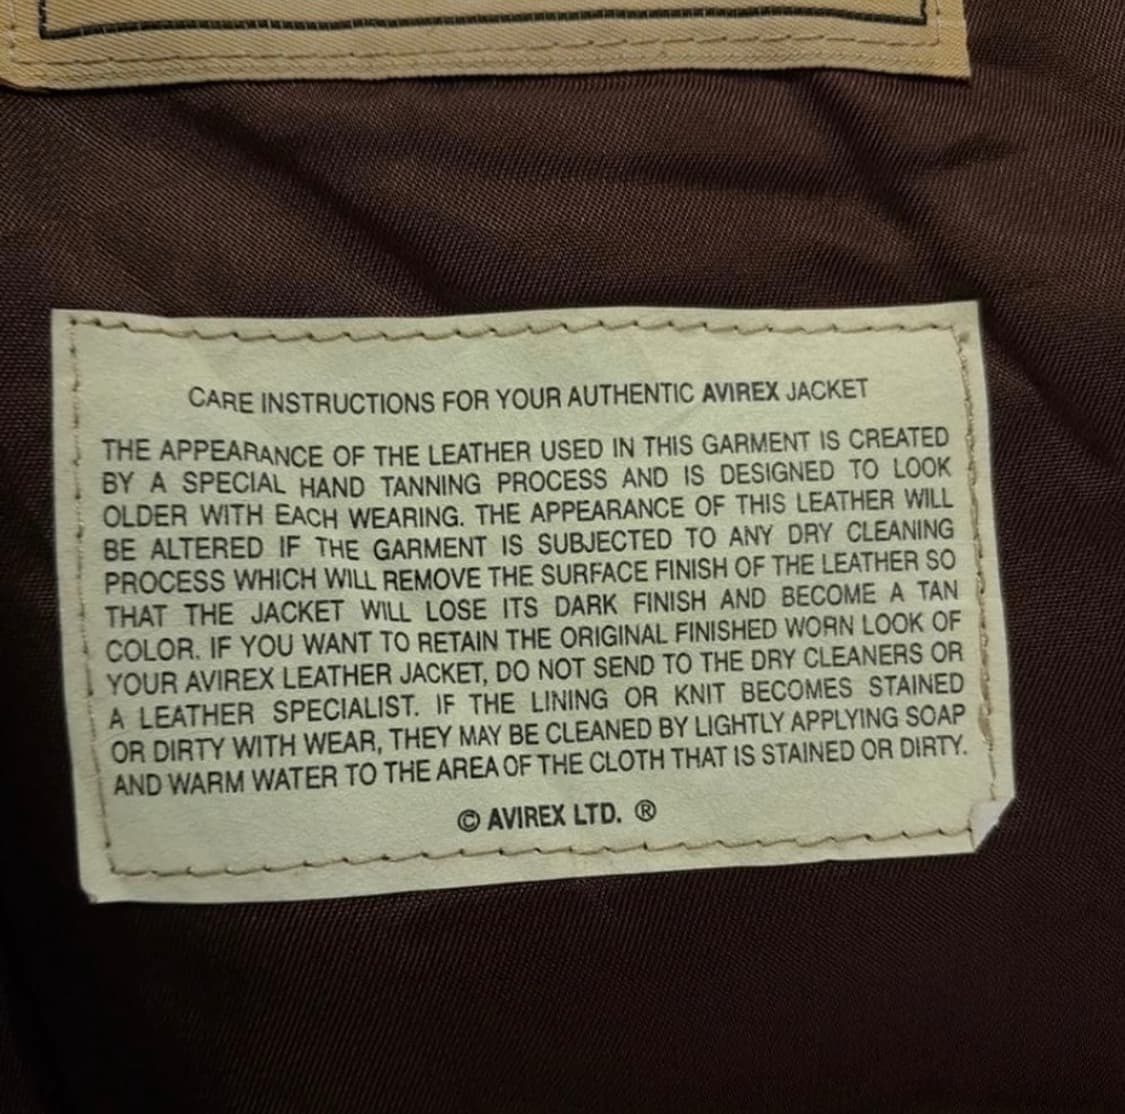 CARE INSTRUCTIONS FOR YOUR AUTHENTIC AVIREX JACKET
THE APPEARANCE OF THE LEATHER USED IN THIS GARMENT IS CREATED
BY A SPECIAL HAND TANNING PROCESS AND IS DESIGNED TO LOOK
OLDER WITH EACH WEARING. THE APPEARANCE OF THIS LEATHER WILL
BE ALTERED IF THE GARMENT IS SUBJECTED TO ANY DRY CLEANING
PROCESS WHICH WILL REMOVE THE SURFACE FINISH OF THE LEATHER SO
THAT THE JACKET WILL LOSE ITS DARK FINISH AND BECOME A TAN
COLOR. IF YOU WANT TO RETAIN THE ORIGINAL FINISHED WORN LOOK OF
YOUR AVIREX LEATHER JACKET, DO NOT SEND TO THE DRY CLEANERS OR
A LEATHER SPECIALIST. IF THE LINING OR KNIT BECOMES STAINED
OR DIRTY WITH WEAR, THEY MAY BE CLEANED BY LIGHTLY APPLYING SOAP
AND WARM WATER TO THE AREA OF THE CLOTH THAT IS STAINED OR DIRTY.
© AVIREX LTD. ®